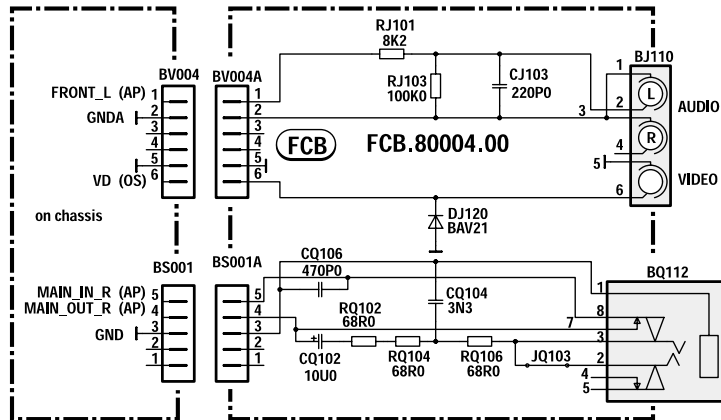 RJ101
8K2
BJ110
BV004 BV004A
RJ103
100K0
CJ103
220P0
1
FRONT_L (AP) 1 1
GNDA 2 2
3 3
4 4
5 5
VD (OS) 6 6
L
2
3
AUDIO
R
4
5
VIDEO
6
FCB FCB.80004.00
on chassis
DJ120
BAV21
BS001 BS001A
CQ106
470P0
BQ112
MAIN_IN_R (AP) 5 5
MAIN_OUT_R (AP) 4 4
GND 3 3
2 2
1 1
CQ104
3N3
RQ102
68R0
+
CQ102
10U0
RQ104
68R0
RQ106
68R0
JQ103
1
8
7
3
2
4
5